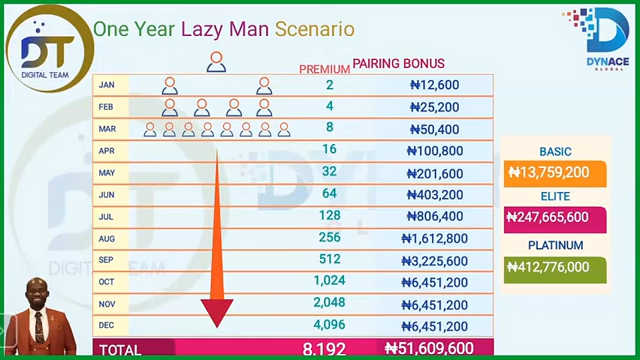 One Year Lazy Man Scenario
DT
DIGITAL TEAM
DYNACE
GLOBAL
PREMIUM PAIRING BONUS
JAN 2 ₦12,600
FEB 4 ₦25,200
MAR 8 ₦50,400
APR 16 ₦100,800
MAY 32 ₦201,600
JUN 64 ₦403,200
JUL 128 ₦806,400
AUG 256 ₦1,612,800
SEP 512 ₦3,225,600
OCT 1,024 ₦6,451,200
NOV 2,048 ₦6,451,200
DEC 4,096 ₦6,451,200
TOTAL 8,192 ₦51,609,600
BASIC
₦13,759,200
ELITE
₦247,665,600
PLATINUM
₦412,776,000
DT
DIGITAL TEAM
DYN